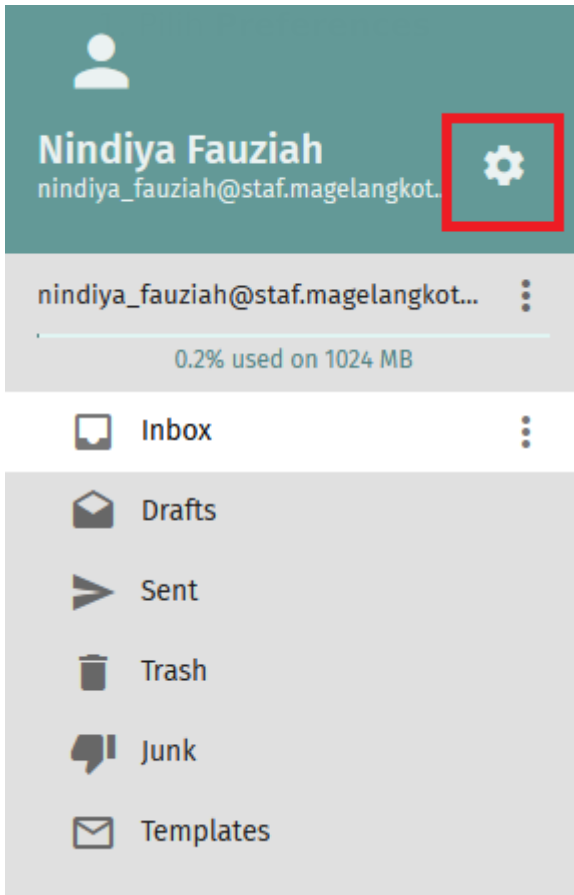 Nindiya Fauziah
nindiya_fauziah@staf.magelangkot..
nindiya_fauziah@staf.magelangkot...
0.2% used on 1024 MB
Inbox
Drafts
Sent
Trash
Junk
Templates